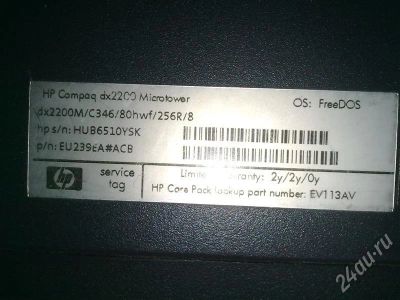 HP Compaq dx2200 Microtower
OS: FreeDOS
dx2200M/C346/80hwf/256R/8
hp s/n: HUB6510YSK
p/n: EU239EA#ACB
hp
service
tag
Limited Warranty: 2y/2y/0y
HP Core Pack lookup part number: EV113AV
24au.ru